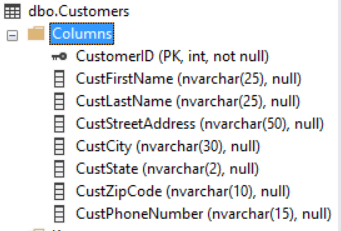 dbo.Customers
Columns
CustomerID (PK, int, not null)
CustFirstName (nvarchar(25), null)
CustLastName (nvarchar(25), null)
CustStreetAddress (nvarchar(50), null)
CustCity (nvarchar(30), null)
CustState (nvarchar(2), null)
CustZipCode (nvarchar(10), null)
CustPhoneNumber (nvarchar(15), null)